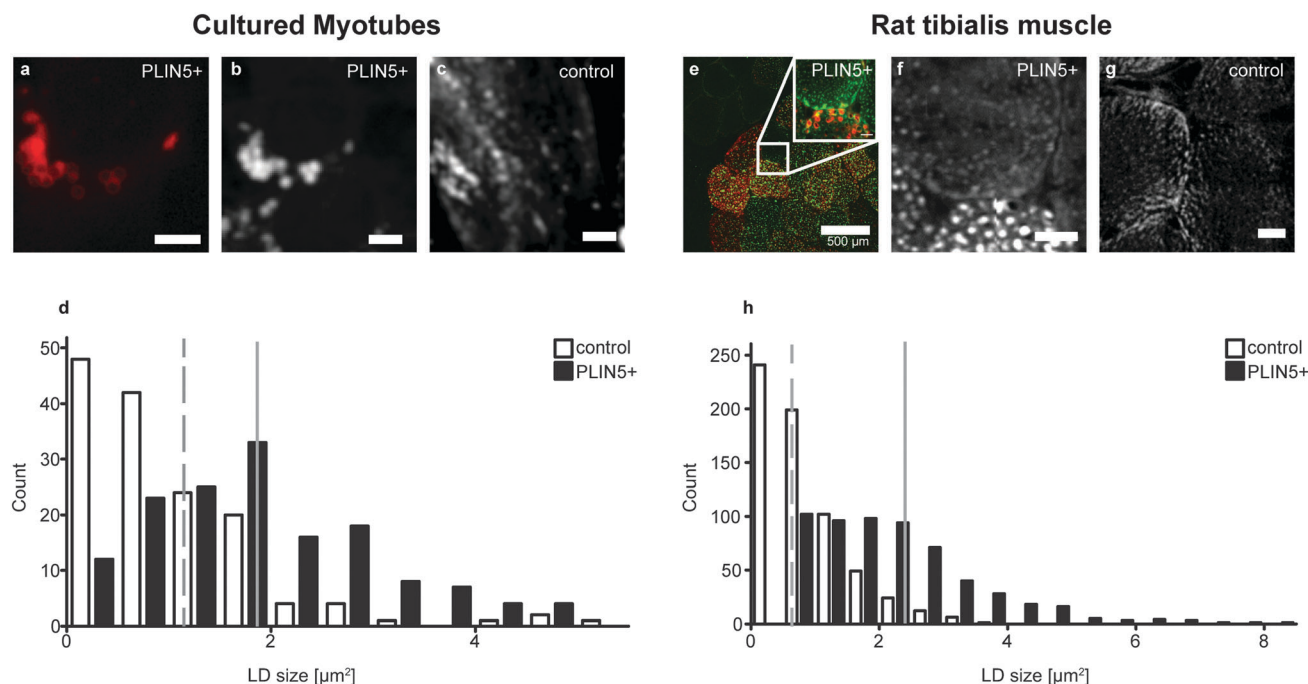 Cultured Myotubes
Rat tibialis muscle
a PLIN5+
b PLIN5+
c control
e PLIN5+
500 µm
f PLIN5+
g control
d
50
40
30
20
10
0
Count
0 2 4
LD size [µm²]
control
PLIN5+
h
250
200
150
100
50
0
Count
0 2 4 6 8
LD size [µm²]
control
PLIN5+